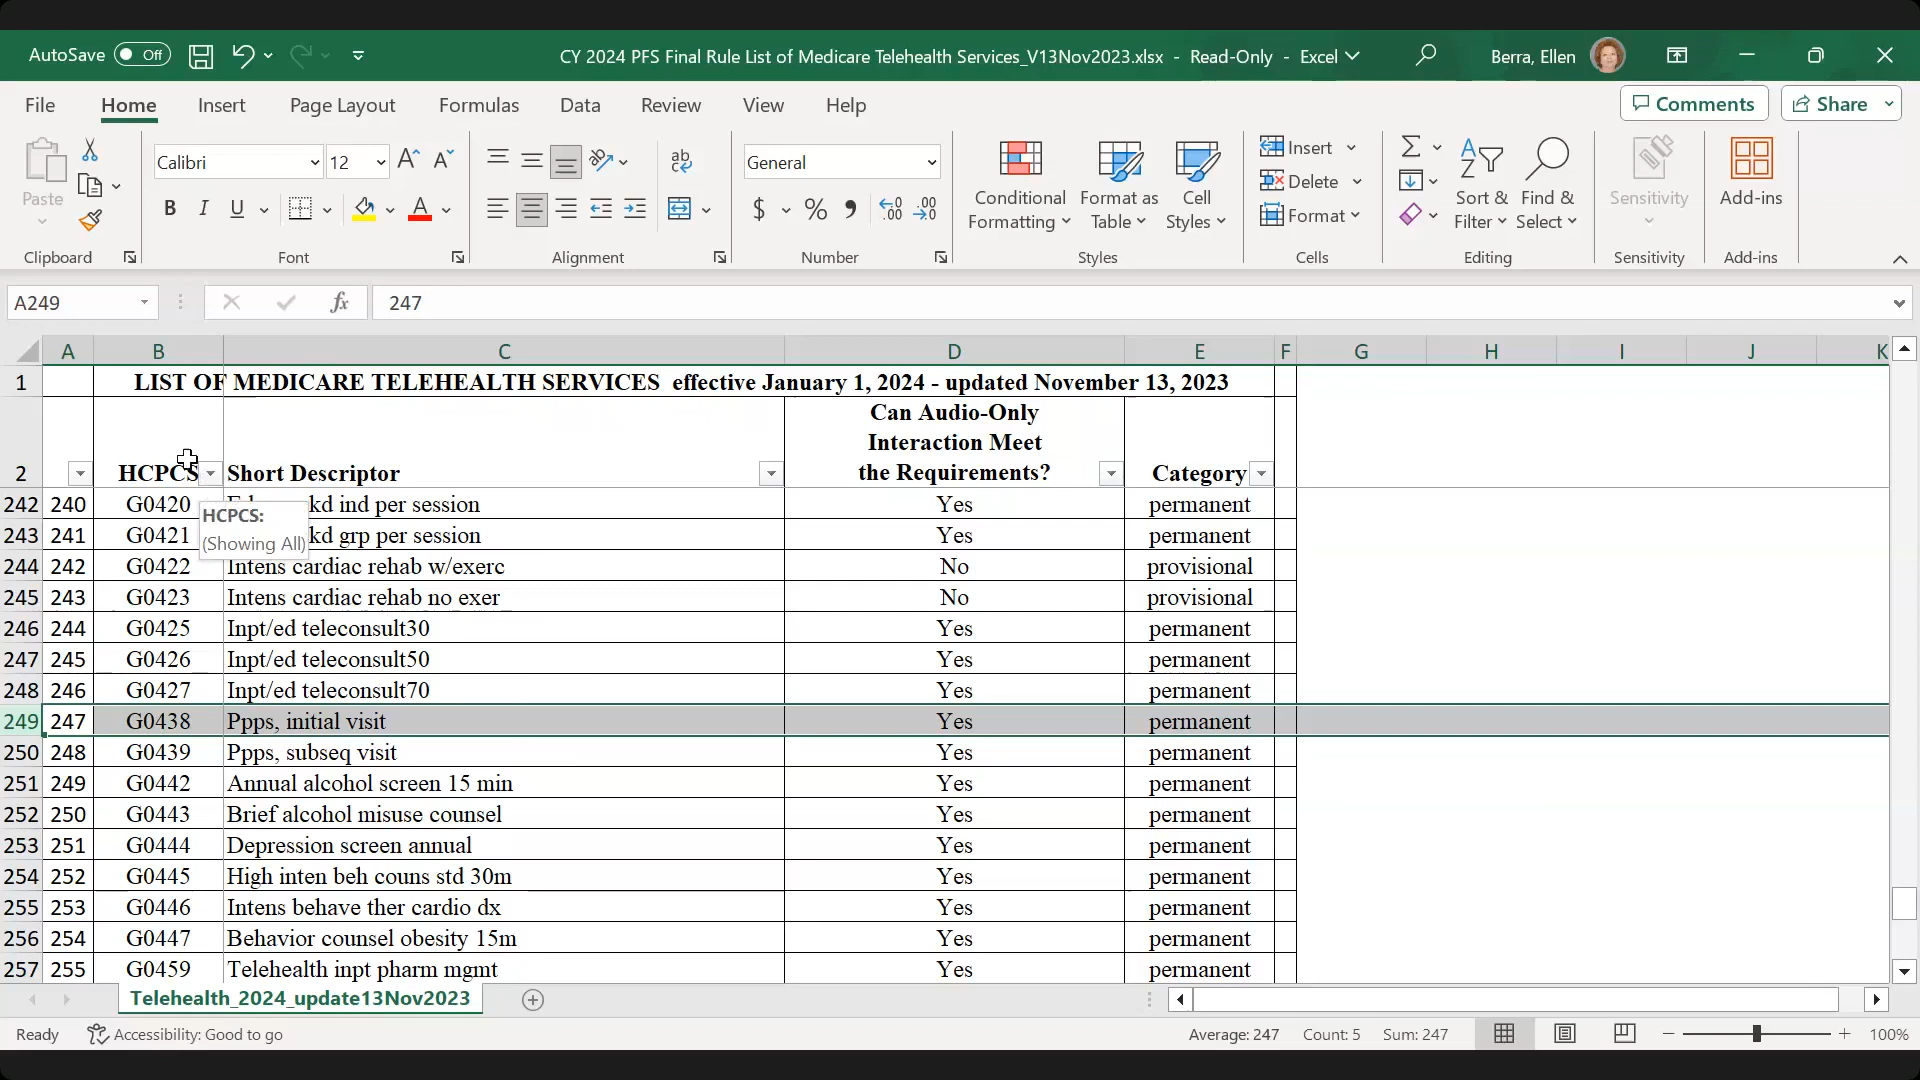 AutoSave Off CY 2024 PFS Final Rule List of Medicare Telehealth Services_V13Nov2023.xlsx - Read-Only - Excel Berra, Ellen
File Home Insert Page Layout Formulas Data Review View Help Comments Share
Paste
Clipboard
Calibri 12
B I U A
Font
ab
Alignment
General
$ % .00 .00
Number
Conditional Formatting
Format as Table
Cell Styles
Styles
Insert
Delete
Format
Cells
Sort & Filter
Find & Select
Editing
Sensitivity
Sensitivity
Add-ins
Add-ins
A249 fx 247
A B C D E F G H I J K
1 LIST OF MEDICARE TELEHEALTH SERVICES effective January 1, 2024 - updated November 13, 2023
Can Audio-Only
Interaction Meet
2 HCPCS Short Descriptor the Requirements? Category
242 240 G0420 kd ind per session Yes permanent
HCPCS:
(Showing All)
243 241 G0421 kd grp per session Yes permanent
244 242 G0422 Intens cardiac rehab w/exerc No provisional
245 243 G0423 Intens cardiac rehab no exer No provisional
246 244 G0425 Inpt/ed teleconsult30 Yes permanent
247 245 G0426 Inpt/ed teleconsult50 Yes permanent
248 246 G0427 Inpt/ed teleconsult70 Yes permanent
249 247 G0438 Ppps, initial visit Yes permanent
250 248 G0439 Ppps, subseq visit Yes permanent
251 249 G0442 Annual alcohol screen 15 min Yes permanent
252 250 G0443 Brief alcohol misuse counsel Yes permanent
253 251 G0444 Depression screen annual Yes permanent
254 252 G0445 High inten beh couns std 30m Yes permanent
255 253 G0446 Intens behave ther cardio dx Yes permanent
256 254 G0447 Behavior counsel obesity 15m Yes permanent
257 255 G0459 Telehealth inpt pharm mgmt Yes permanent
Telehealth_2024_update13Nov2023
Ready Accessibility: Good to go Average: 247 Count: 5 Sum: 247 100%